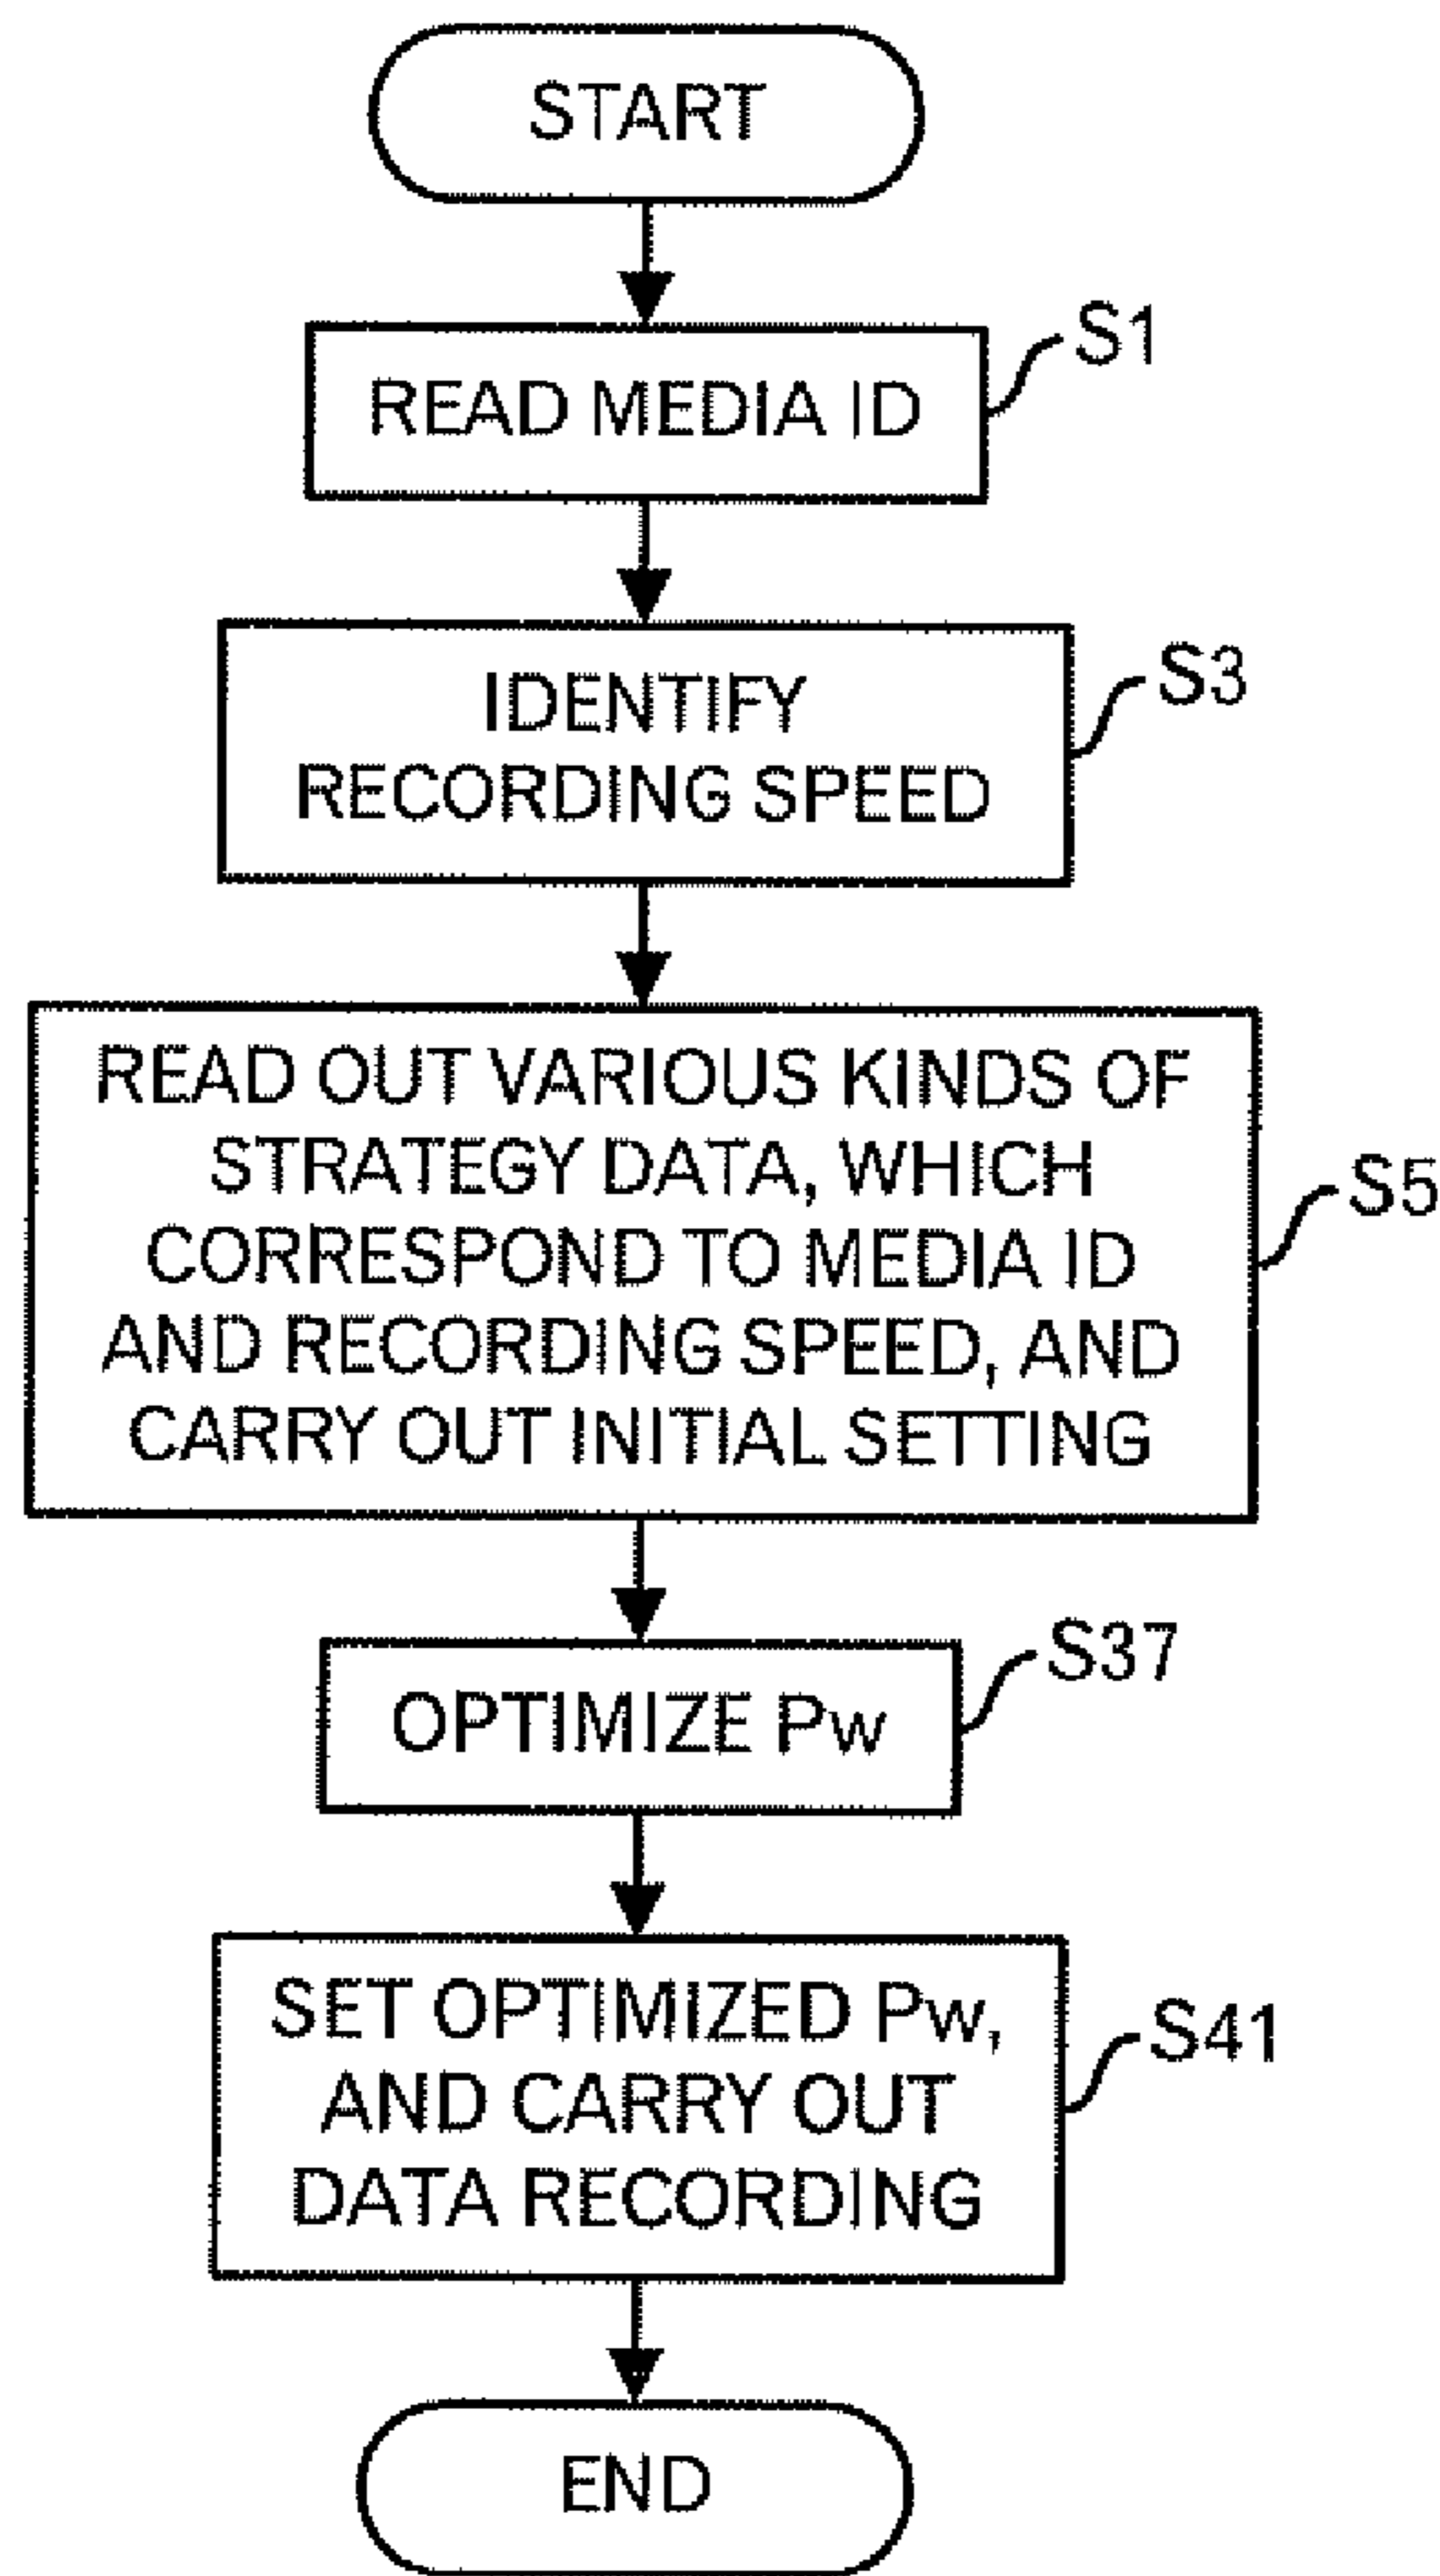 START
S1
READ MEDIA ID
S3
IDENTIFY
RECORDING SPEED
READ OUT VARIOUS KINDS OF
STRATEGY DATA, WHICH
CORRESPOND TO MEDIA ID
AND RECORDING SPEED, AND
CARRY OUT INITIAL SETTING
S5
S37
OPTIMIZE Pw
SET OPTIMIZED Pw,
AND CARRY OUT
DATA RECORDING
S41
END